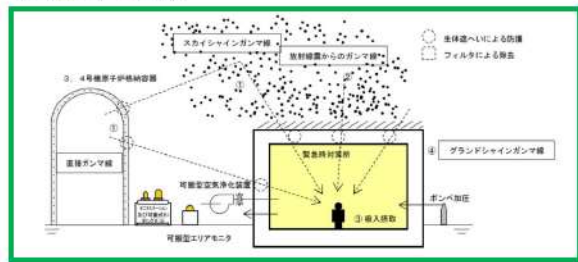 スカイシャインガンマ線
放射線雲からのガンマ線
生体遮へいによる防護
フィルタによる除去
3、4号機原子炉格納容器
①
②
①
直接ガンマ線
緊急時対策所
④
グランドシャインガンマ線
可搬型空気浄化装置
ボンベ加圧
③吸入摂取
可搬型エリアモニタ